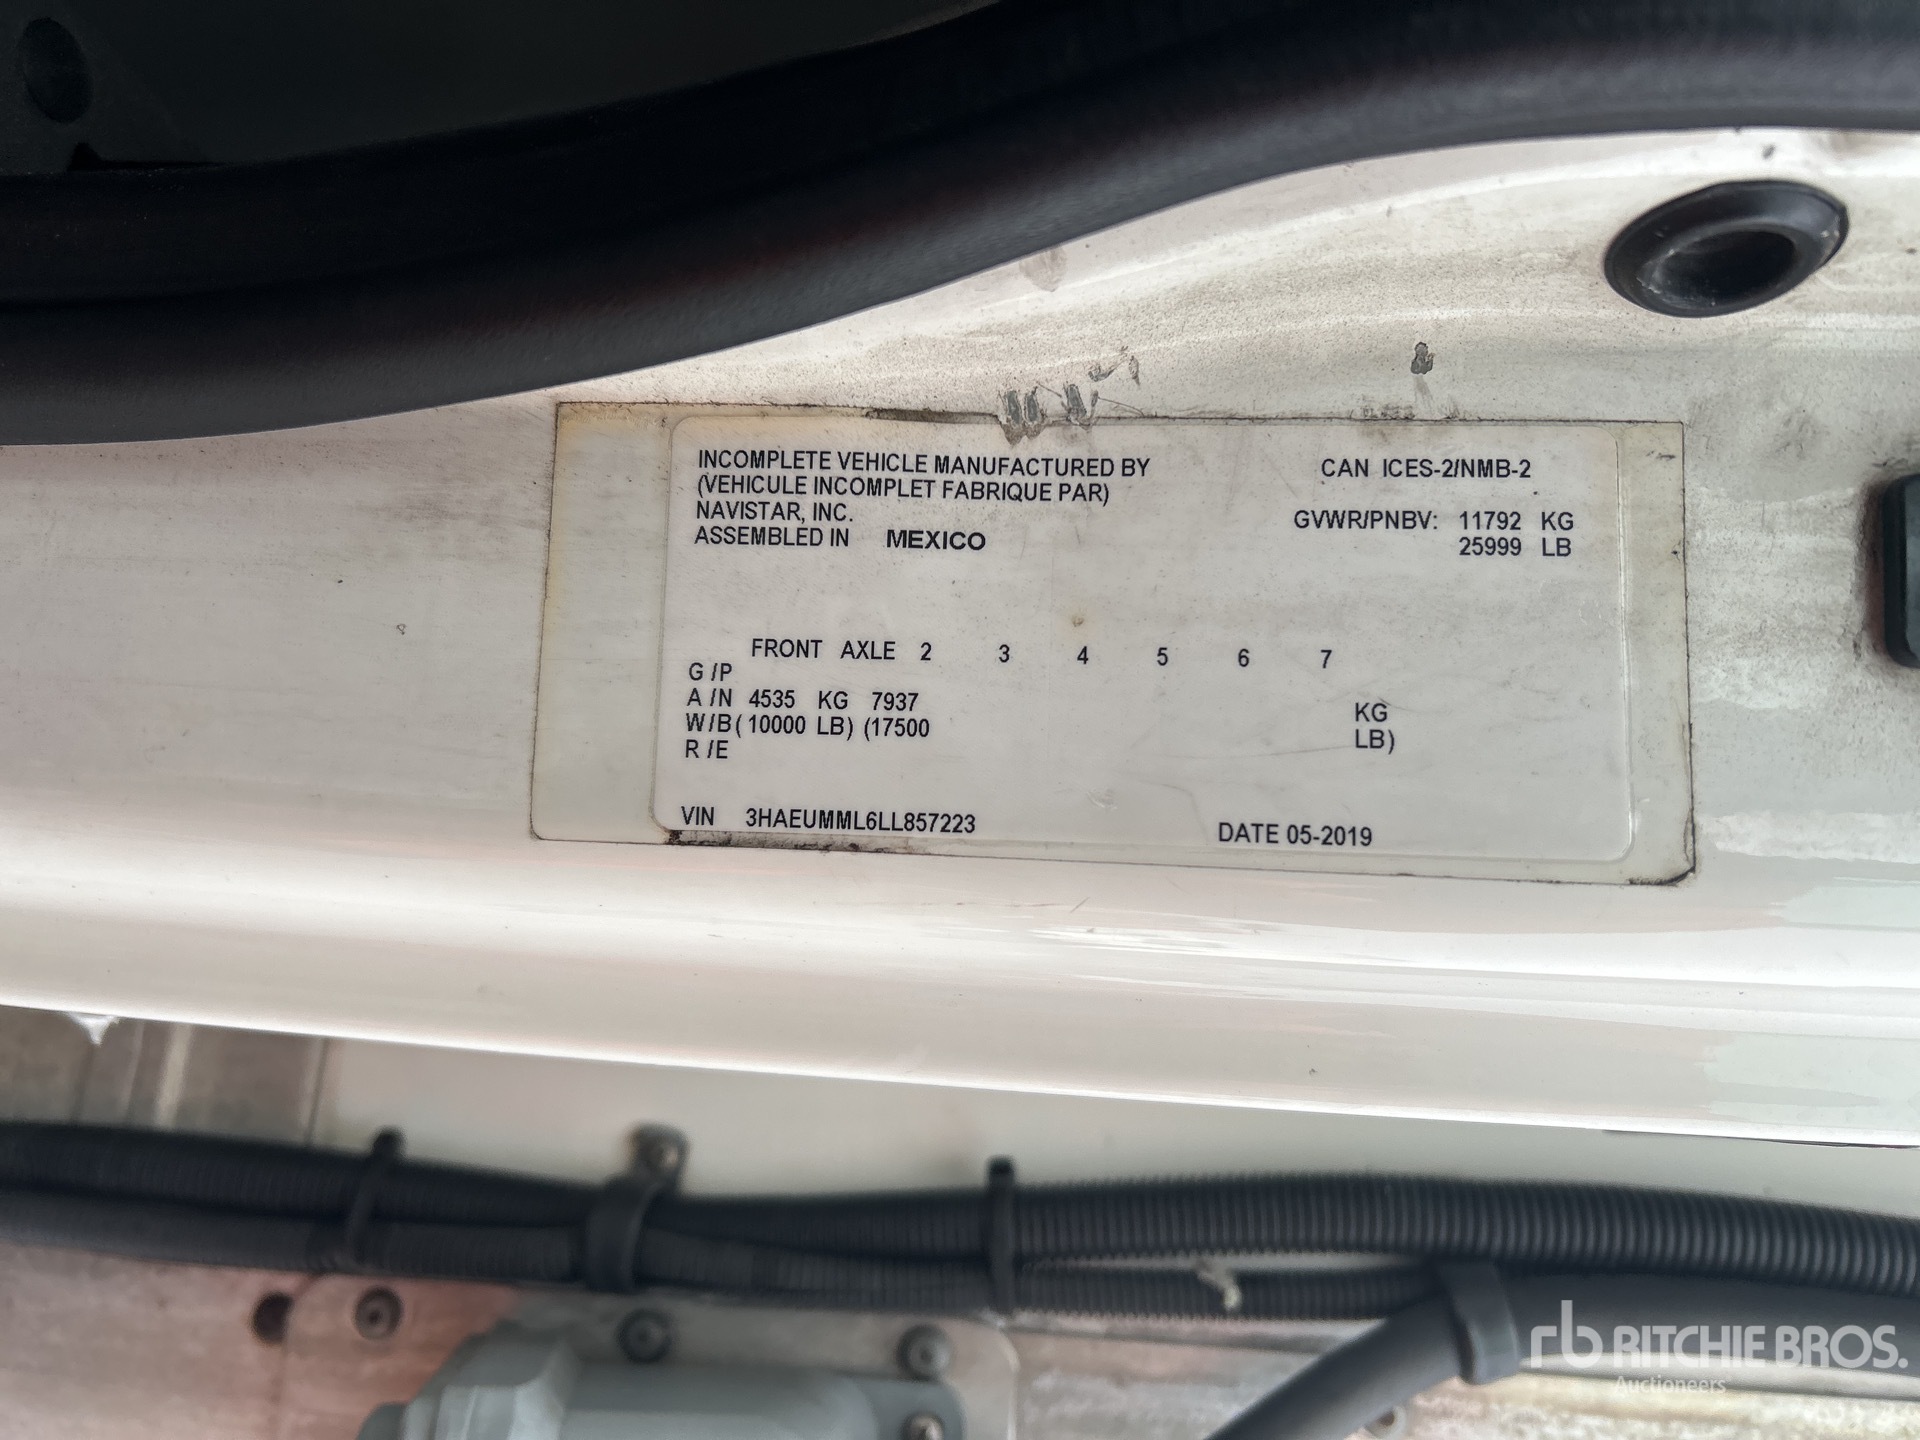 INCOMPLETE VEHICLE MANUFACTURED BY
(VEHICULE INCOMPLET FABRIQUE PAR)
NAVISTAR, INC.
ASSEMBLED IN MEXICO
CAN ICES-2/NMB-2
GVWR/PNBV: 11792 KG
25999 LB
FRONT AXLE 2 3 4 5 6 7
G /P
A /N 4535 KG 7937 KG
W/B ( 10000 LB) (17500 LB)
R /E
VIN 3HAEUMML6LL857223
DATE 05-2019
rb RITCHIE BROS.
Auctioneers